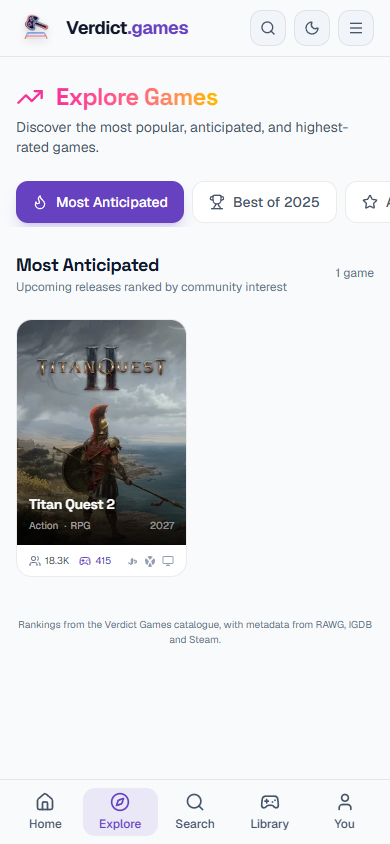 Verdict.games
Explore Games
Discover the most popular, anticipated, and highest-
rated games.
Most Anticipated
Best of 2025
A
Most Anticipated
Upcoming releases ranked by community interest
1 game
TITAN QUEST
II
Titan Quest 2
Action · RPG
2027
18.3K
415
Rankings from the Verdict Games catalogue, with metadata from RAWG, IGDB
and Steam.
Home
Explore
Search
Library
You